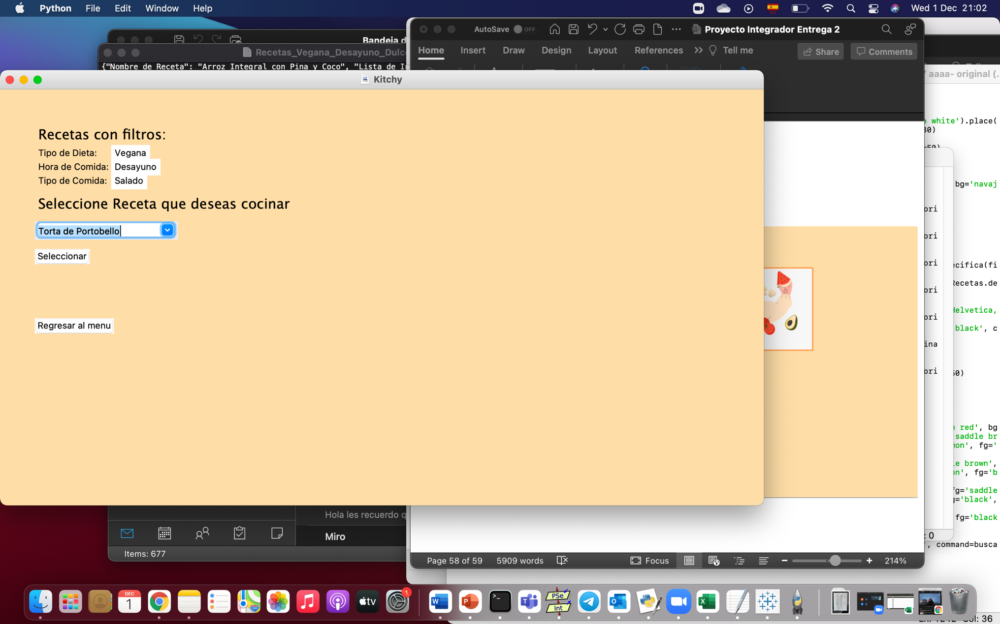 Python File Edit Window Help
Wed 1 Dec 21:02
Bandeja d
Recetas_Vegana_Desayuno_Dulc
{"Nombre de Receta": "Arroz Integral con Pina y Coco", "Lista de I
AutoSave OFF
Proyecto Integrador Entrega 2
Home Insert Draw Design Layout References Tell me
Share Comments
aaaa- original (.
Kitchy
Recetas con filtros:
Tipo de Dieta: Vegana
Hora de Comida: Desayuno
Tipo de Comida: Salado
Seleccione Receta que deseas cocinar
Torta de Portobello
Seleccionar
Regresar al menu
white').place(
30)
bg='navaj
ori
ori
ori
ecifica(fi
Recetas.de
ori
Helvetica,
ori
black', c
ina
ori
50)
red', bg
saddle br
mon', fg='
le brown',
on', fg='b
fg='saddle
g='black',
fg='black
: 0
', command=busca
Hola les recuerdo q
Miro
Items: 677
Page 58 of 59 5909 words Focus 214%
DEC
1
280
tv
1
W
P
>_
T
PSe
Int
O
X
Col: 36